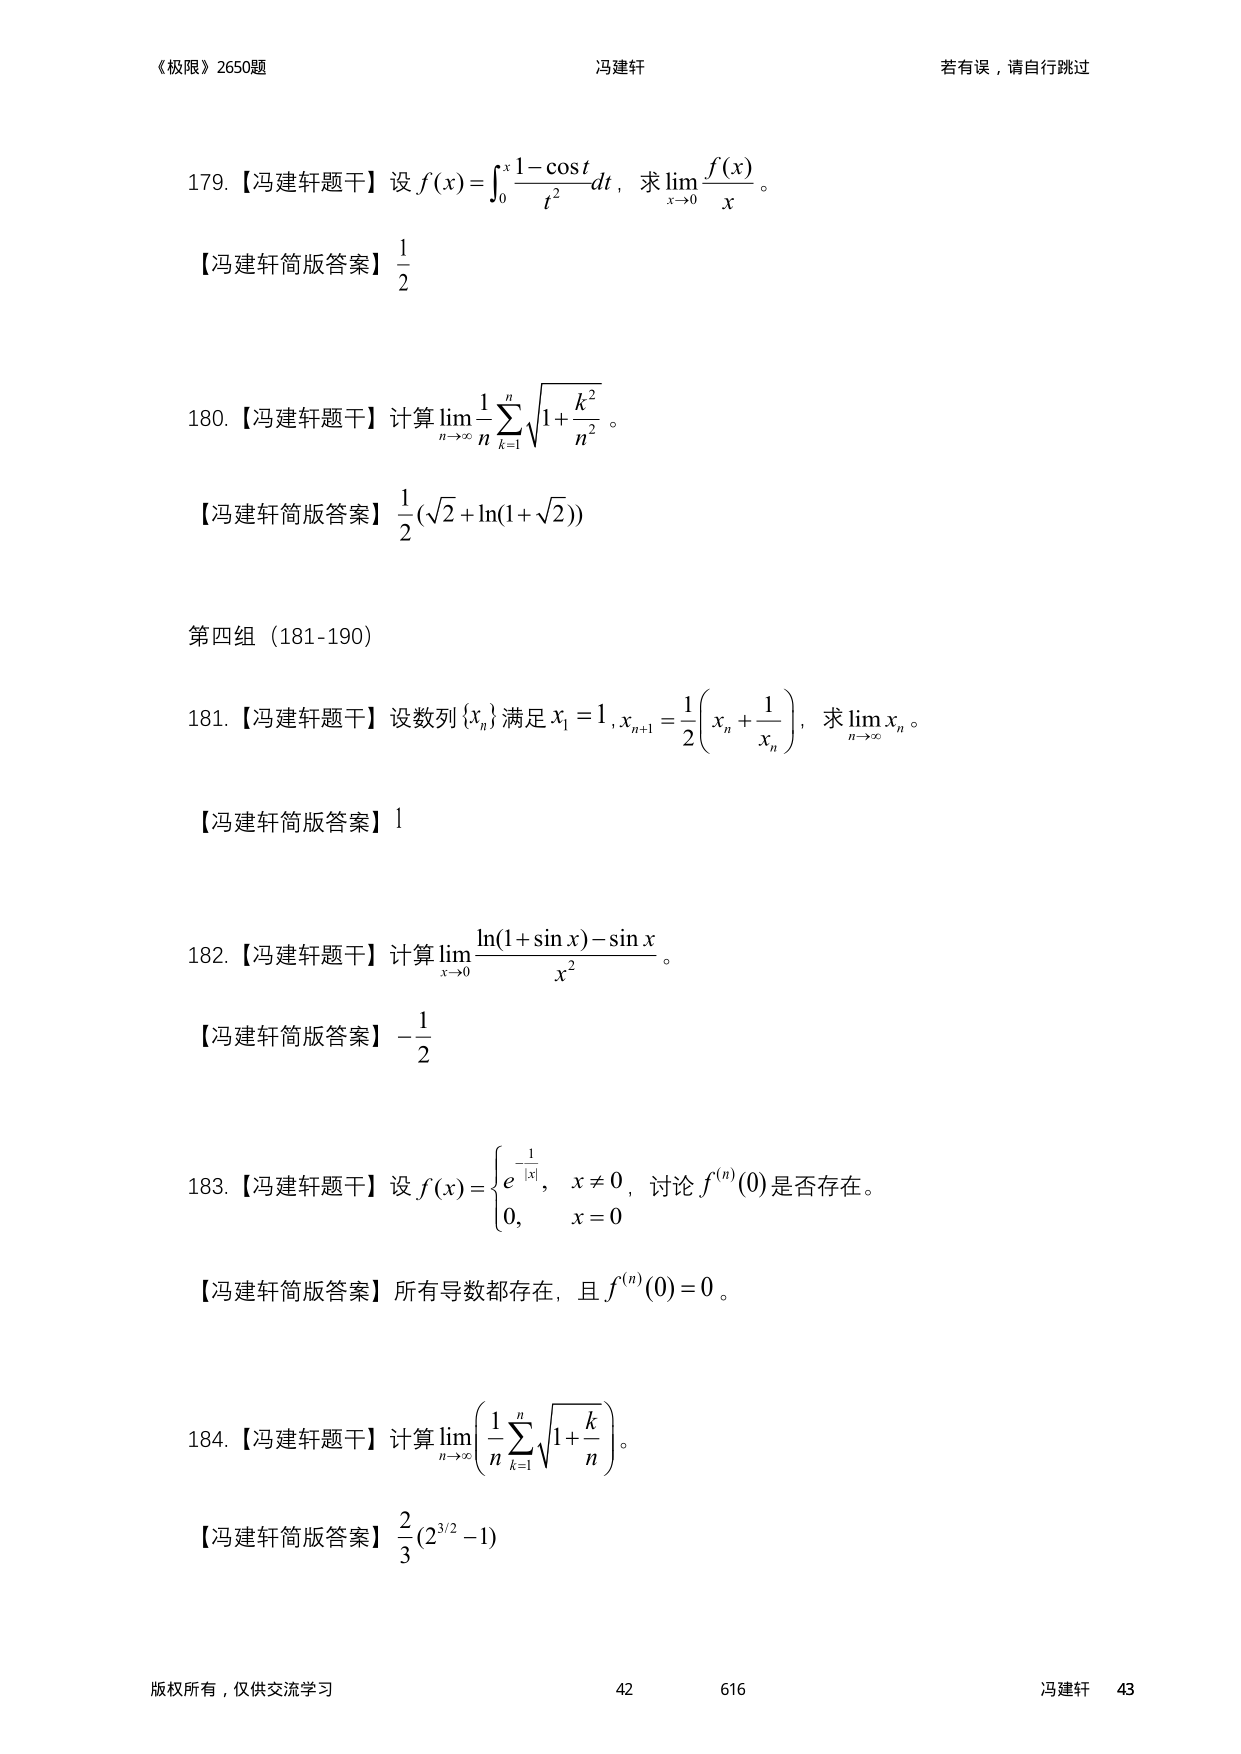 《极限》2650题 冯建轩 若有误，请自行跳过
179.【冯建轩题干】设 f(x) = ∫_0^x (1−cos t)/t^2 dt，求 lim_{x→0} f(x)/x 。
【冯建轩简版答案】 1/2
180.【冯建轩题干】计算 lim_{n→∞} 1/n ∑_{k=1}^n √(1+k^2/n^2) 。
【冯建轩简版答案】 1/2 (√2 + ln(1+√2))
第四组（181-190）
181.【冯建轩题干】设数列{x_n}满足 x_1 = 1 , x_{n+1} = 1/2 (x_n + 1/x_n)，求 lim_{n→∞} x_n 。
【冯建轩简版答案】1
182.【冯建轩题干】计算 lim_{x→0} (ln(1+sin x)−sin x)/x^2 。
【冯建轩简版答案】 −1/2
183.【冯建轩题干】设 f(x) = { e^{−1/|x|}, x ≠ 0 ; 0, x = 0 ，讨论 f^{(n)}(0) 是否存在。
【冯建轩简版答案】所有导数都存在，且 f^{(n)}(0) = 0 。
184.【冯建轩题干】计算 lim_{n→∞} (1/n ∑_{k=1}^n √(1+k/n)) 。
【冯建轩简版答案】 2/3 (2^{3/2} −1)
版权所有，仅供交流学习 42 616 冯建轩 43